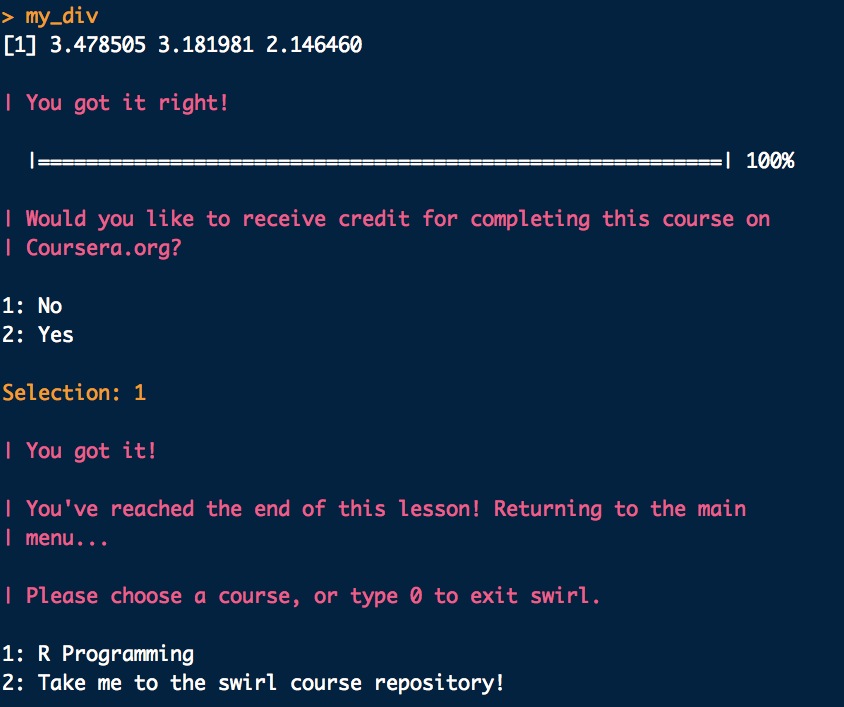 > my_div
[1] 3.478505 3.181981 2.146460
| You got it right!
|=========================================================| 100%
| Would you like to receive credit for completing this course on
| Coursera.org?
1: No
2: Yes
Selection: 1
| You got it!
| You've reached the end of this lesson! Returning to the main
| menu...
| Please choose a course, or type 0 to exit swirl.
1: R Programming
2: Take me to the swirl course repository!